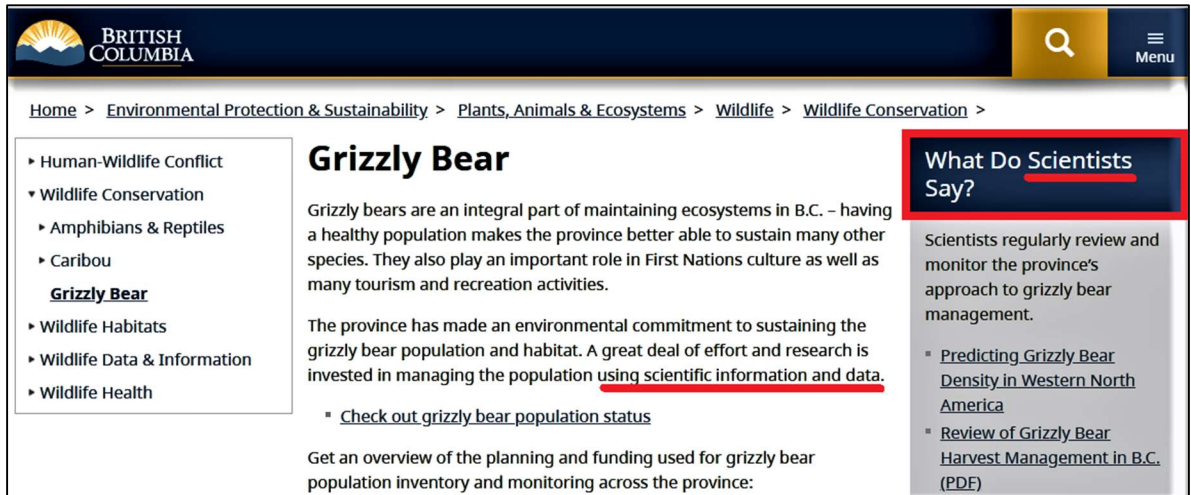 BRITISH
COLUMBIA
Menu
Home > Environmental Protection & Sustainability > Plants, Animals & Ecosystems > Wildlife > Wildlife Conservation >
Human-Wildlife Conflict
Wildlife Conservation
Amphibians & Reptiles
Caribou
Grizzly Bear
Wildlife Habitats
Wildlife Data & Information
Wildlife Health
Grizzly Bear
Grizzly bears are an integral part of maintaining ecosystems in B.C. – having
a healthy population makes the province better able to sustain many other
species. They also play an important role in First Nations culture as well as
many tourism and recreation activities.
The province has made an environmental commitment to sustaining the
grizzly bear population and habitat. A great deal of effort and research is
invested in managing the population using scientific information and data.
Check out grizzly bear population status
Get an overview of the planning and funding used for grizzly bear
population inventory and monitoring across the province:
What Do Scientists
Say?
Scientists regularly review and
monitor the province's
approach to grizzly bear
management.
Predicting Grizzly Bear
Density in Western North
America
Review of Grizzly Bear
Harvest Management in B.C.
(PDF)